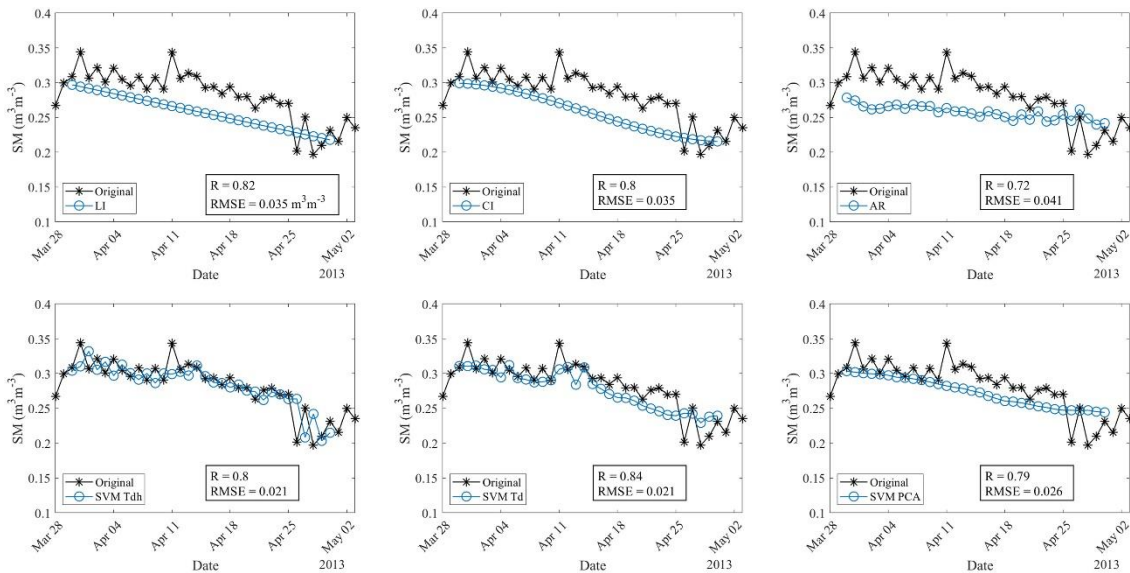 0.4
0.35
0.3
0.25
0.2
0.15
0.1
SM (m³m⁻³)
Original
LI
R = 0.82
RMSE = 0.035 m³m⁻³
Mar 28
Apr 04
Apr 11
Apr 18
Apr 25
May 02
Date
2013
0.4
0.35
0.3
0.25
0.2
0.15
0.1
SM (m³m⁻³)
Original
CI
R = 0.8
RMSE = 0.035
Mar 28
Apr 04
Apr 11
Apr 18
Apr 25
May 02
Date
2013
0.4
0.35
0.3
0.25
0.2
0.15
0.1
SM (m³m⁻³)
Original
AR
R = 0.72
RMSE = 0.041
Mar 28
Apr 04
Apr 11
Apr 18
Apr 25
May 02
Date
2013
0.4
0.35
0.3
0.25
0.2
0.15
0.1
SM (m³m⁻³)
Original
SVM Tdh
R = 0.8
RMSE = 0.021
Mar 28
Apr 04
Apr 11
Apr 18
Apr 25
May 02
Date
2013
0.4
0.35
0.3
0.25
0.2
0.15
0.1
SM (m³m⁻³)
Original
SVM Td
R = 0.84
RMSE = 0.021
Mar 28
Apr 04
Apr 11
Apr 18
Apr 25
May 02
Date
2013
0.4
0.35
0.3
0.25
0.2
0.15
0.1
SM (m³m⁻³)
Original
SVM PCA
R = 0.79
RMSE = 0.026
Mar 28
Apr 04
Apr 11
Apr 18
Apr 25
May 02
Date
2013